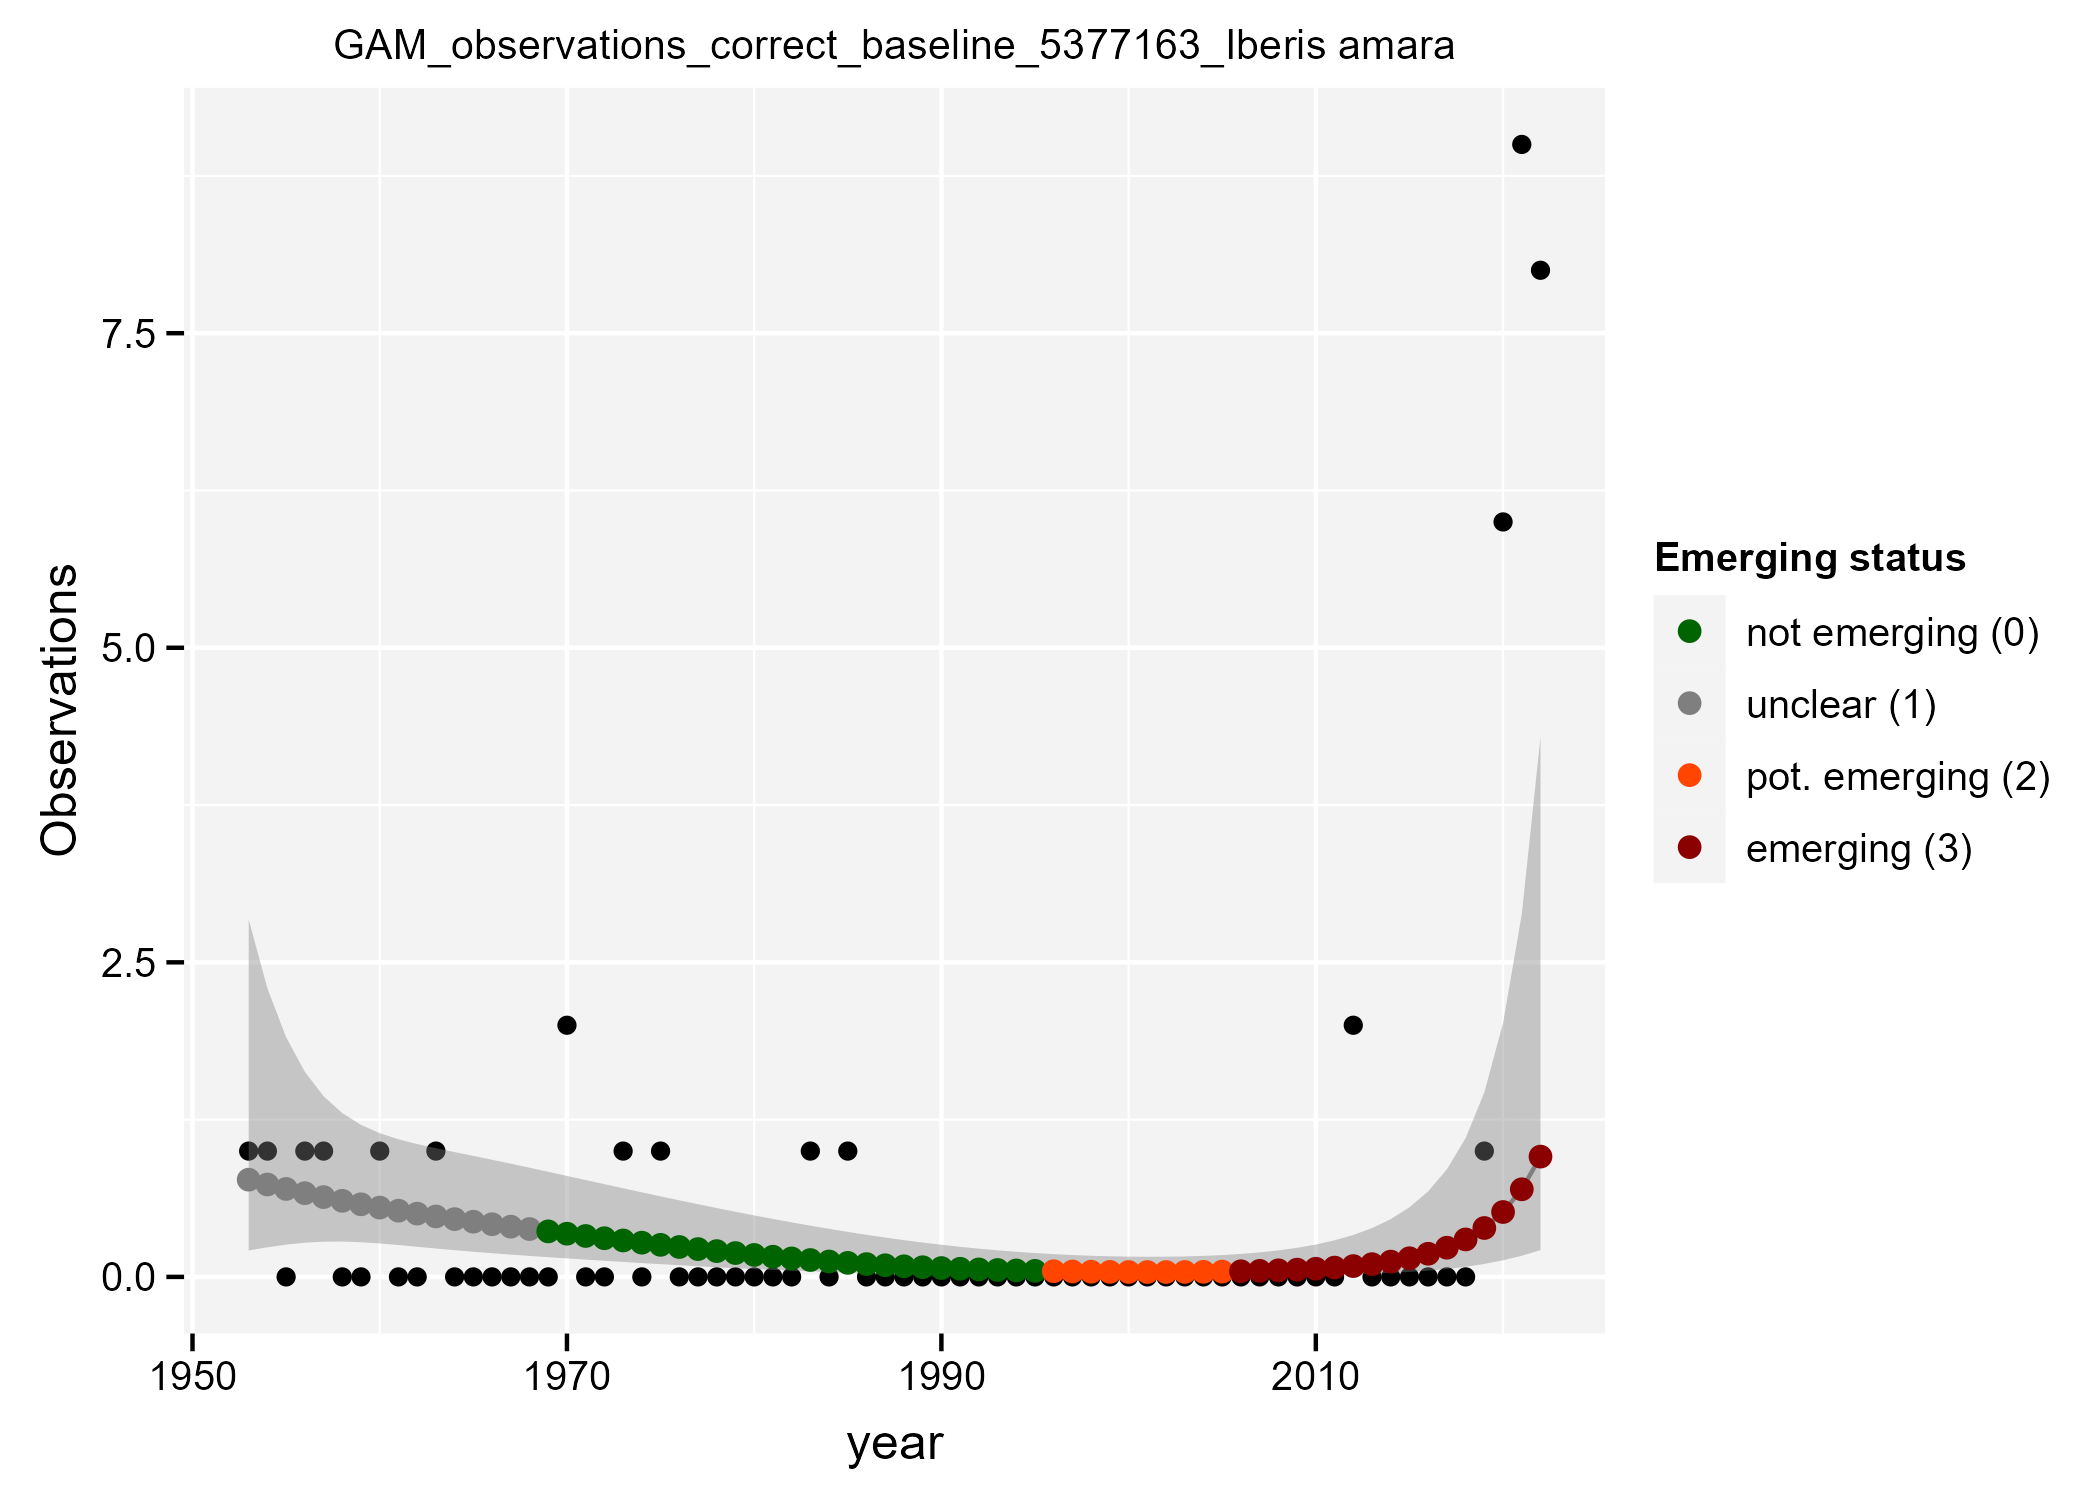 GAM_observations_correct_baseline_5377163_Iberis amara
Observations
7.5
5.0
2.5
0.0
1950
1970
1990
2010
year
Emerging status
not emerging (0)
unclear (1)
pot. emerging (2)
emerging (3)